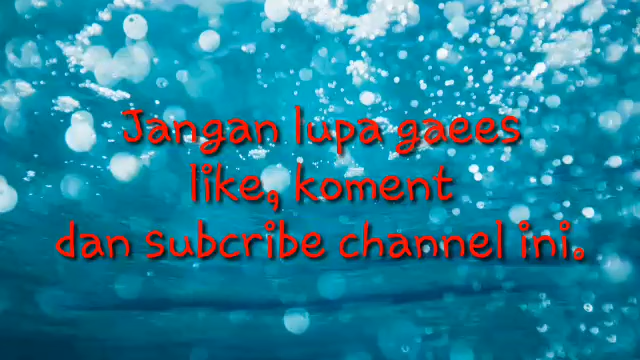 Jangan lupa gaees
like, koment
dan subcribe channel ini.